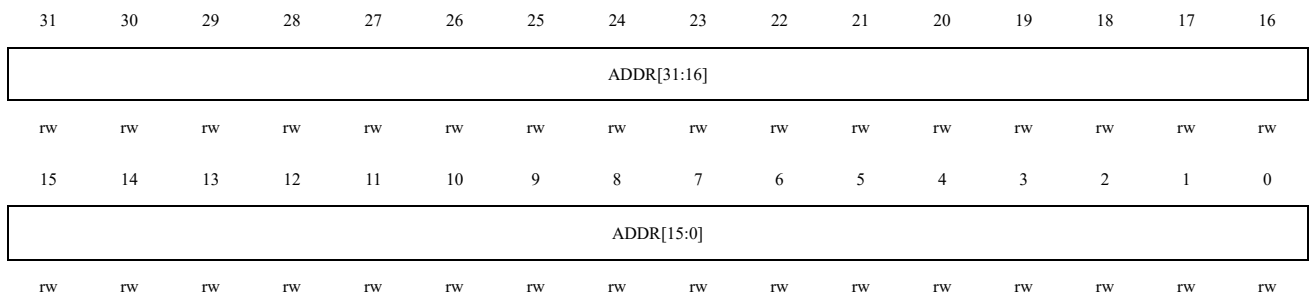 31 30 29 28 27 26 25 24 23 22 21 20 19 18 17 16
ADDR[31:16]
rw rw rw rw rw rw rw rw rw rw rw rw rw rw rw rw
15 14 13 12 11 10 9 8 7 6 5 4 3 2 1 0
ADDR[15:0]
rw rw rw rw rw rw rw rw rw rw rw rw rw rw rw rw